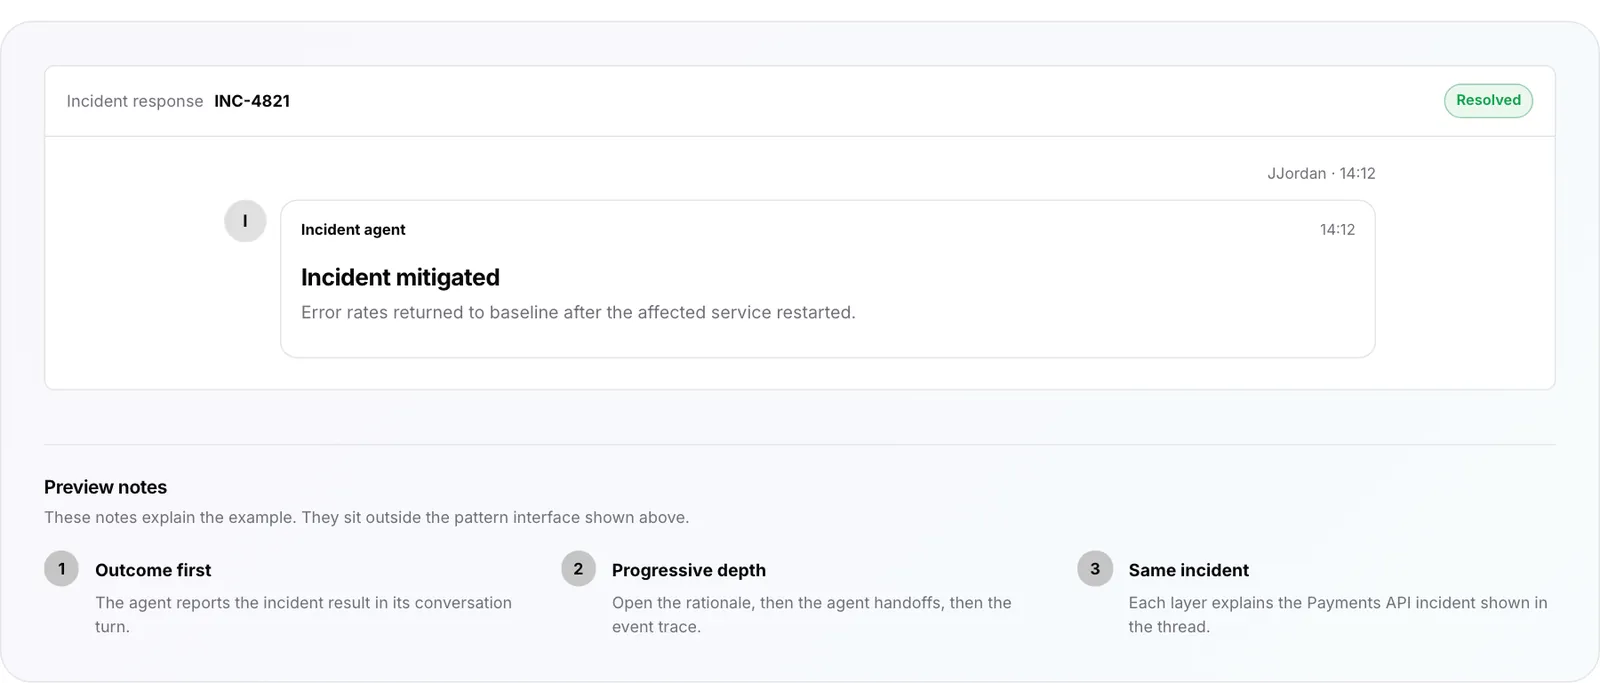 Incident response INC-4821
Resolved
JJordan · 14:12
I
Incident agent
14:12
Incident mitigated
Error rates returned to baseline after the affected service restarted.
Preview notes
These notes explain the example. They sit outside the pattern interface shown above.
1
Outcome first
The agent reports the incident result in its conversation
turn.
2
Progressive depth
Open the rationale, then the agent handoffs, then the
event trace.
3
Same incident
Each layer explains the Payments API incident shown in
the thread.